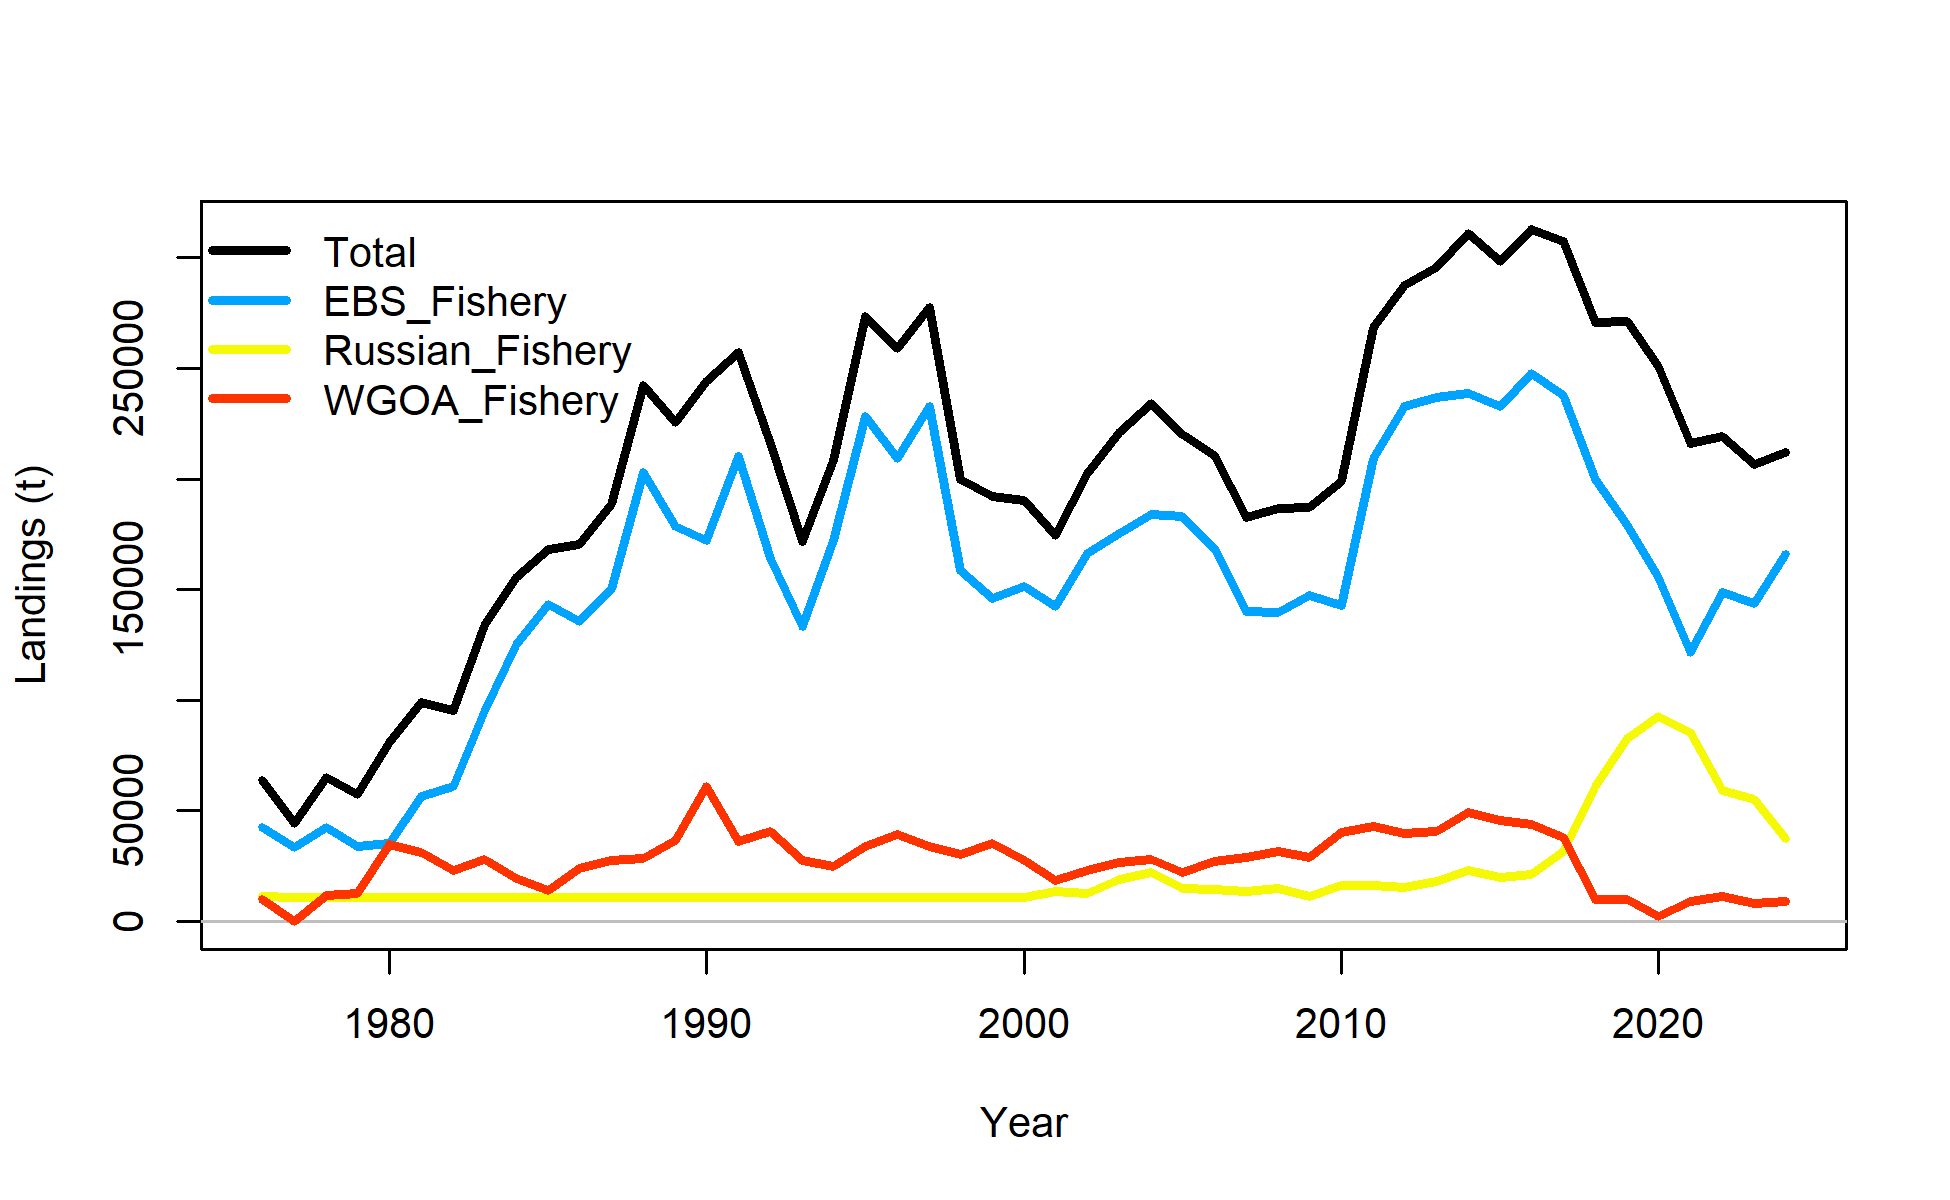 Total
EBS_Fishery
Russian_Fishery
WGOA_Fishery
Landings (t)
250000
150000
50000
0
1980 1990 2000 2010 2020
Year